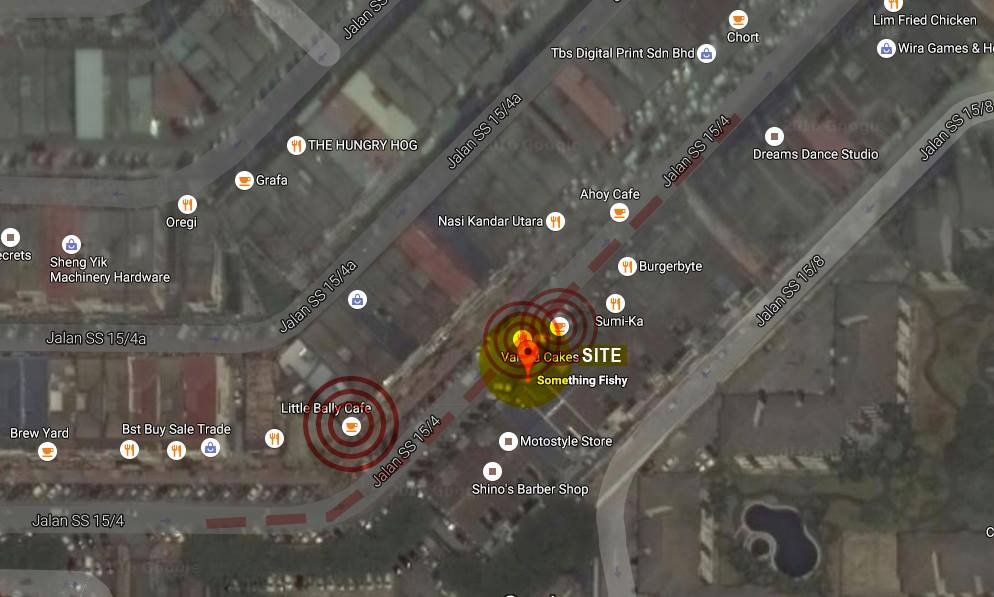 Jalan SS
Lim Fried Chicken
Chort
Tbs Digital Print Sdn Bhd
Wira Games & H
Jalan SS 15/4a
Jalan SS 15/4
Jalan SS 15/8
THE HUNGRY HOG
Dreams Dance Studio
Grafa
Ahoy Cafe
Oregi
Nasi Kandar Utara
ecrets
Sheng Yik
Machinery Hardware
Burgerbyte
Jalan SS 15/4a
Jalan SS 15/8
Sumi-Ka
Jalan SS 15/4a
Cakes SITE
Something Fishy
Little Bally Cafe
Brew Yard
Bst Buy Sale Trade
Jalan SS 15/4
Motostyle Store
Shino's Barber Shop
Jalan SS 15/4